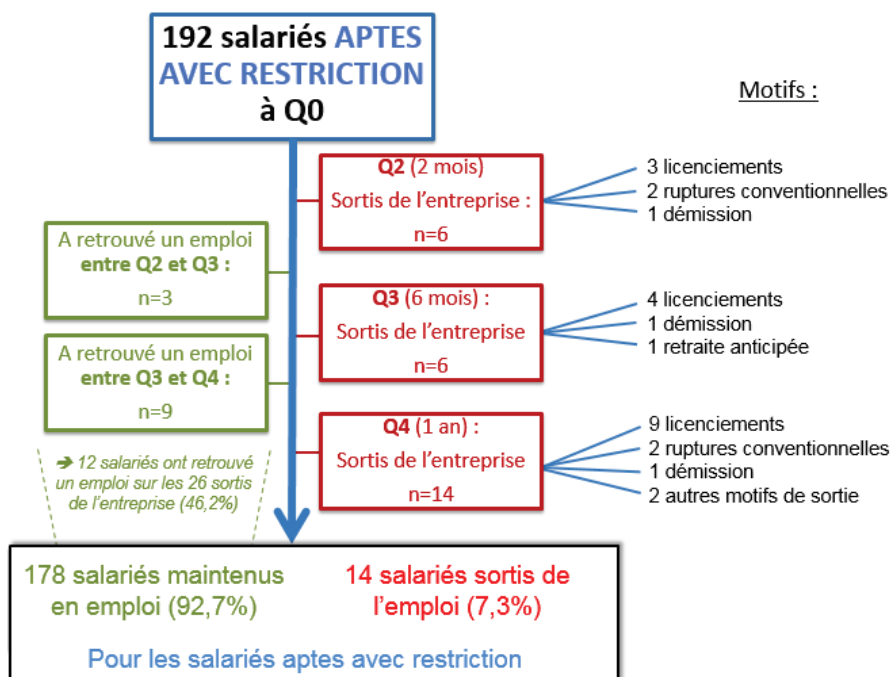 192 salariés APTES
AVEC RESTRICTION
à Q0
Motifs :
Q2 (2 mois)
Sortis de l’entreprise :
n=6
3 licenciements
2 ruptures conventionnelles
1 démission
A retrouvé un emploi
entre Q2 et Q3 :
n=3
Q3 (6 mois) :
Sortis de l’entreprise
n=6
4 licenciements
1 démission
1 retraite anticipée
A retrouvé un emploi
entre Q3 et Q4 :
n=9
Q4 (1 an) :
Sortis de l’entreprise
n=14
9 licenciements
2 ruptures conventionnelles
1 démission
2 autres motifs de sortie
➔ 12 salariés ont retrouvé
un emploi sur les 26 sortis
de l’entreprise (46,2%)
178 salariés maintenus
en emploi (92,7%)
14 salariés sortis de
l’emploi (7,3%)
Pour les salariés aptes avec restriction